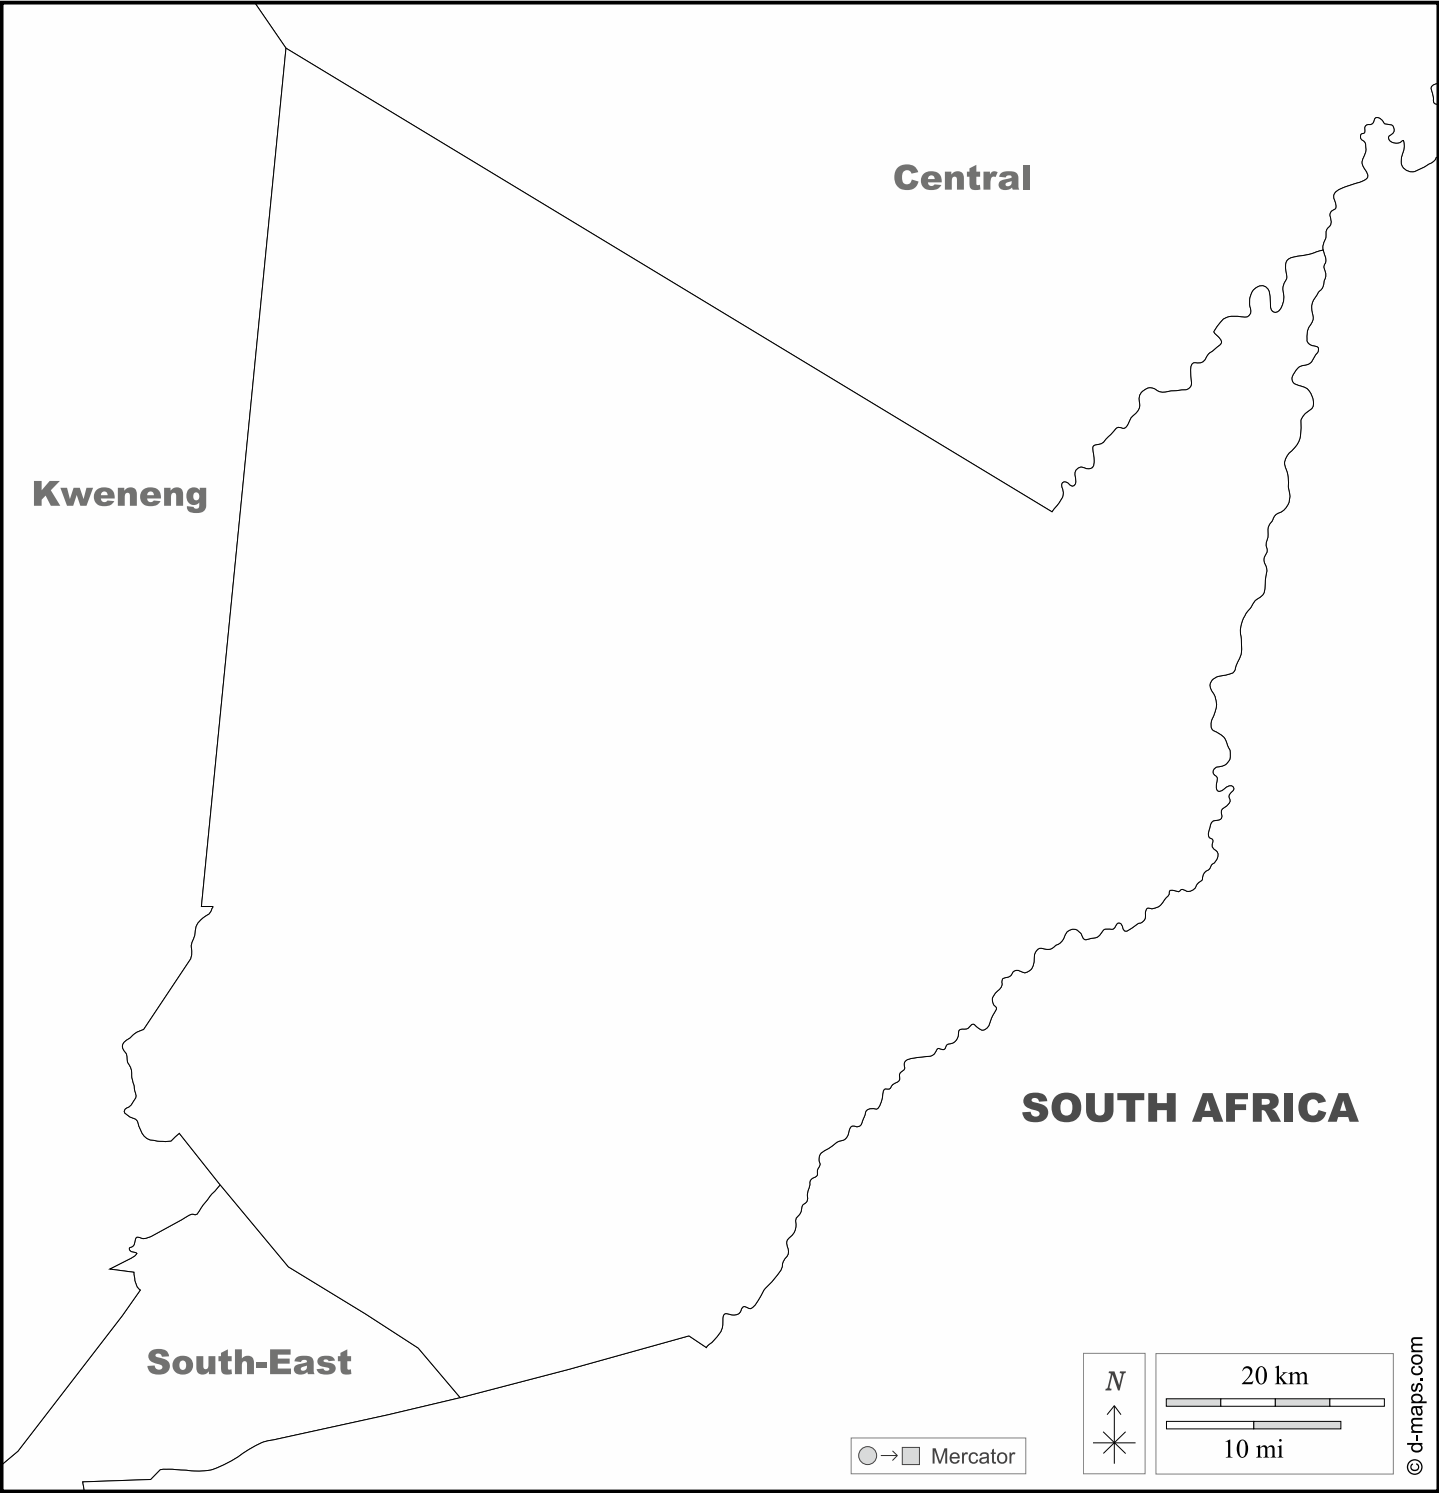 Central
Kweneng
SOUTH AFRICA
South-East
N
20 km
10 mi
Mercator
© d-maps.com